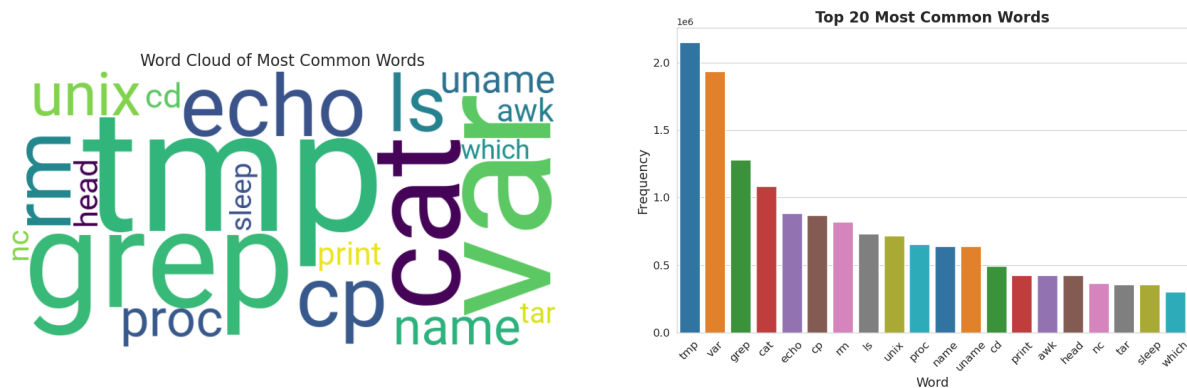 Word Cloud of Most Common Words
unix cd echo ls uname
awk
rm tmp cat var which
head sleep
nc grep print
proc cp name tar
Top 20 Most Common Words
1e6
2.0
1.5
1.0
0.5
0.0
Frequency
tmp var grep cat echo cp rm ls unix proc name uname cd print awk head nc tar sleep which
Word